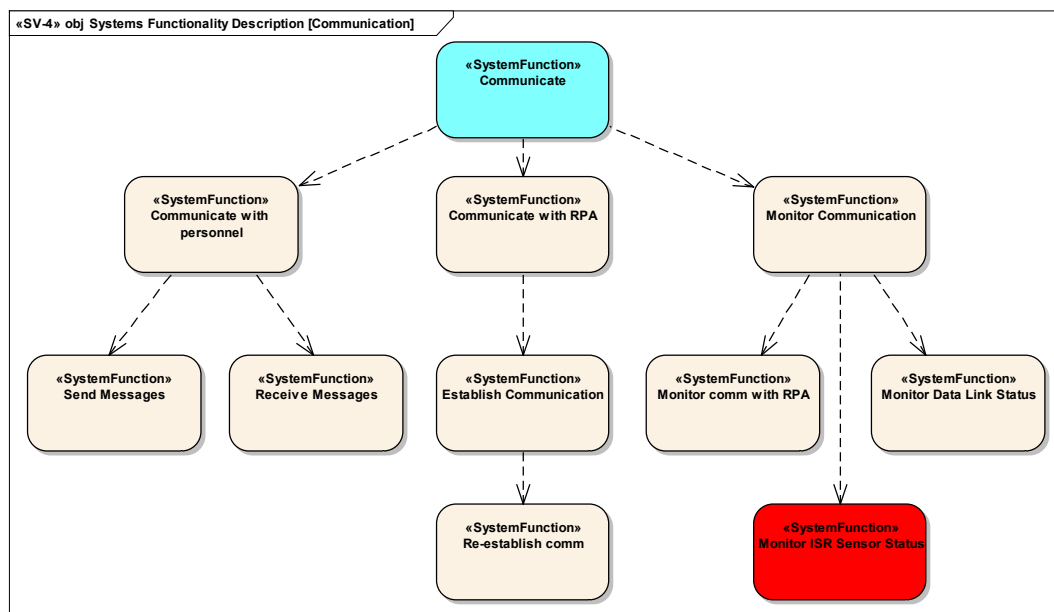 «SV-4» obj Systems Functionality Description [Communication]
«SystemFunction»
Communicate
«SystemFunction»
Communicate with
personnel
«SystemFunction»
Communicate with RPA
«SystemFunction»
Monitor Communication
«SystemFunction»
Send Messages
«SystemFunction»
Receive Messages
«SystemFunction»
Establish Communication
«SystemFunction»
Monitor comm with RPA
«SystemFunction»
Monitor Data Link Status
«SystemFunction»
Re-establish comm
«SystemFunction»
Monitor ISR Sensor Status